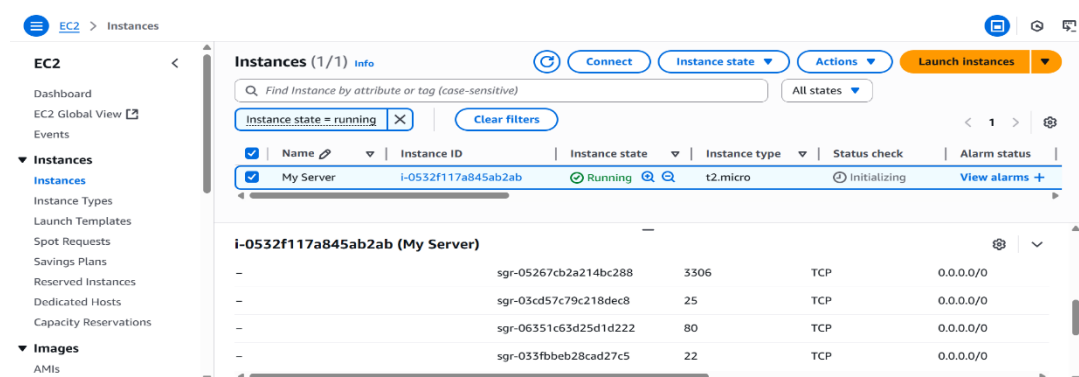 EC2 > Instances
EC2
Dashboard
EC2 Global View
Events
Instances
Instances
Instance Types
Launch Templates
Spot Requests
Savings Plans
Reserved Instances
Dedicated Hosts
Capacity Reservations
Images
AMIs
Instances (1/1) Info
Connect
Instance state
Actions
Launch instances
Find Instance by attribute or tag (case-sensitive)
All states
Instance state = running
Clear filters
< 1 >
Name Instance ID Instance state Instance type Status check Alarm status
My Server i-0532f117a845ab2ab Running t2.micro Initializing View alarms +
i-0532f117a845ab2ab (My Server)
– sgr-05267cb2a214bc288 3306 TCP 0.0.0.0/0
– sgr-03cd57c79c218dec8 25 TCP 0.0.0.0/0
– sgr-06351c63d25d1d222 80 TCP 0.0.0.0/0
– sgr-033fbbeb28cad27c5 22 TCP 0.0.0.0/0